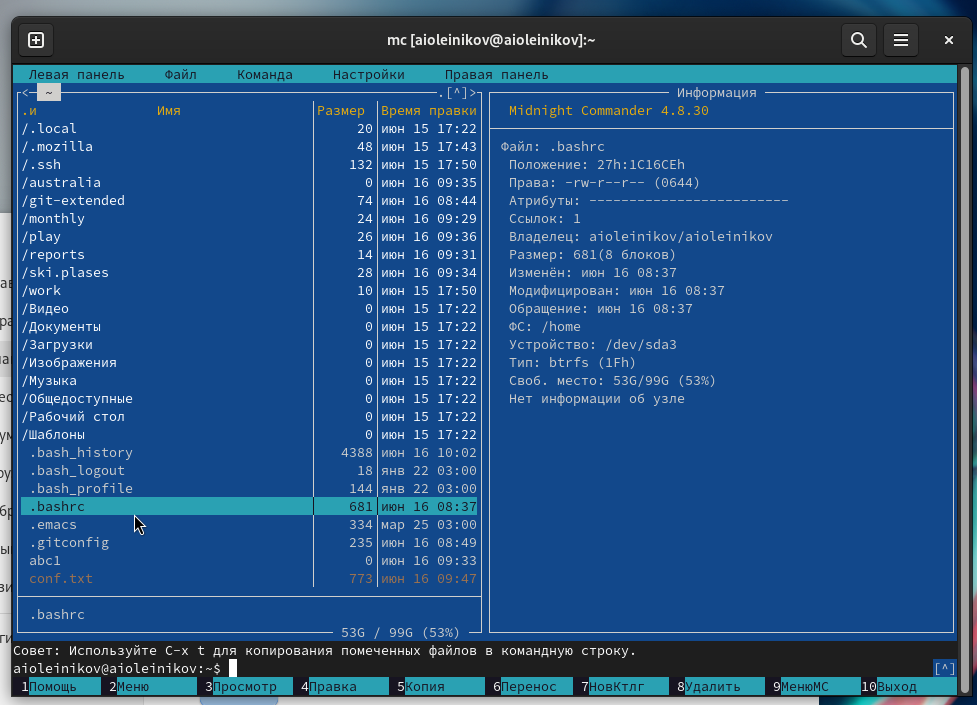 mc [aioleinikov@aioleinikov]:~
Левая панель Файл Команда Настройки Правая панель
<─ ~ .[^]>
.и Имя Размер Время правки
/.local 20 июн 15 17:22
/.mozilla 48 июн 15 17:43
/.ssh 132 июн 15 17:50
/australia 0 июн 16 09:35
/git-extended 74 июн 16 08:44
/monthly 24 июн 16 09:29
/play 26 июн 16 09:36
/reports 14 июн 16 09:31
/ski.plases 28 июн 16 09:34
/work 10 июн 15 17:50
/Видео 0 июн 15 17:22
/Документы 0 июн 15 17:22
/Загрузки 0 июн 15 17:22
/Изображения 0 июн 15 17:22
/Музыка 0 июн 15 17:22
/Общедоступные 0 июн 15 17:22
/Рабочий стол 0 июн 15 17:22
/Шаблоны 0 июн 15 17:22
.bash_history 4388 июн 16 10:02
.bash_logout 18 янв 22 03:00
.bash_profile 144 янв 22 03:00
.bashrc 681 июн 16 08:37
.emacs 334 мар 25 03:00
.gitconfig 235 июн 16 08:49
abc1 0 июн 16 09:33
conf.txt 773 июн 16 09:47
.bashrc
53G / 99G (53%)
Информация
Midnight Commander 4.8.30
Файл: .bashrc
Положение: 27h:1C16CEh
Права: -rw-r--r-- (0644)
Атрибуты: -------------------------
Ссылок: 1
Владелец: aioleinikov/aioleinikov
Размер: 681(8 блоков)
Изменён: июн 16 08:37
Модифицирован: июн 16 08:37
Обращение: июн 16 08:37
ФС: /home
Устройство: /dev/sda3
Тип: btrfs (1Fh)
Своб. место: 53G/99G (53%)
Нет информации об узле
Совет: Используйте C-x t для копирования помеченных файлов в командную строку.
aioleinikov@aioleinikov:~$ [^]
1Помощь 2Меню 3Просмотр 4Правка 5Копия 6Перенос 7НовКтлг 8Удалить 9МенюМС 10Выход